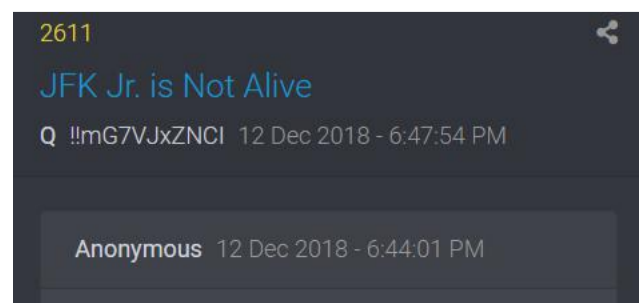 2611
JFK Jr. is Not Alive
Q !!mG7VJxZNCI 12 Dec 2018 - 6:47:54 PM
Anonymous 12 Dec 2018 - 6:44:01 PM